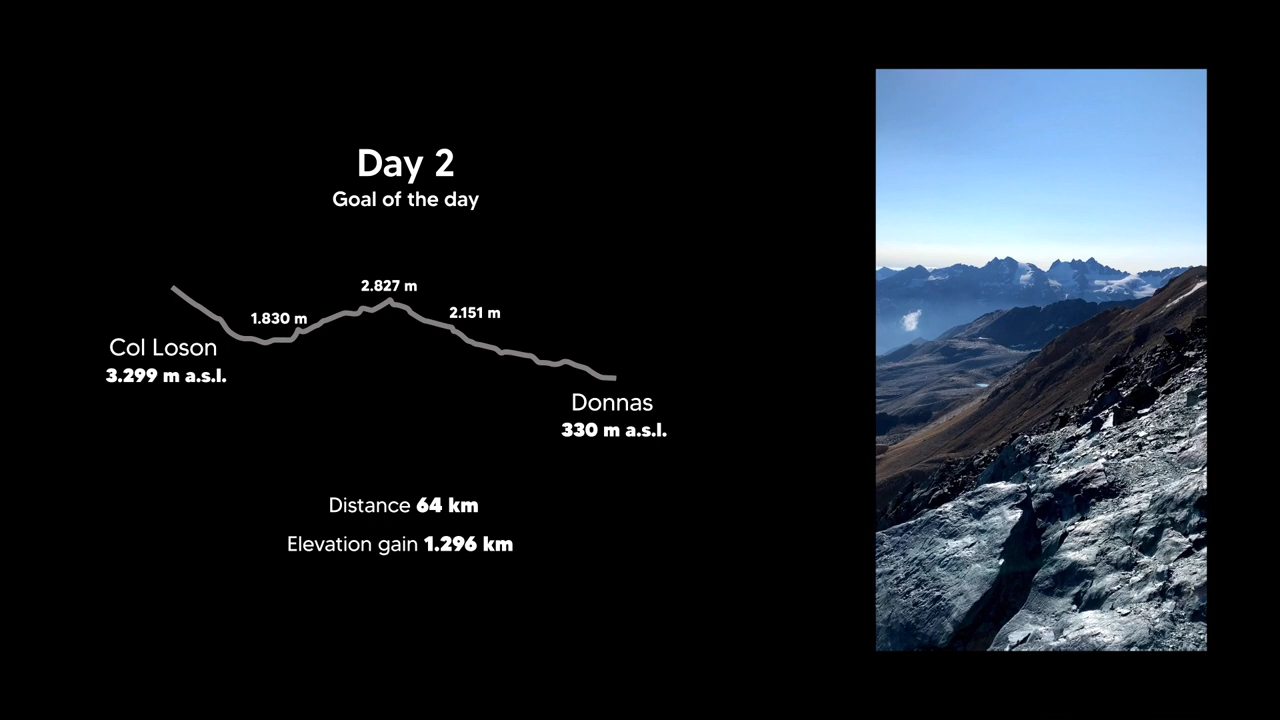 Day 2
Goal of the day
2.827 m
1.830 m
2.151 m
Col Loson
3.299 m a.s.l.
Donnas
330 m a.s.l.
Distance 64 km
Elevation gain 1.296 km